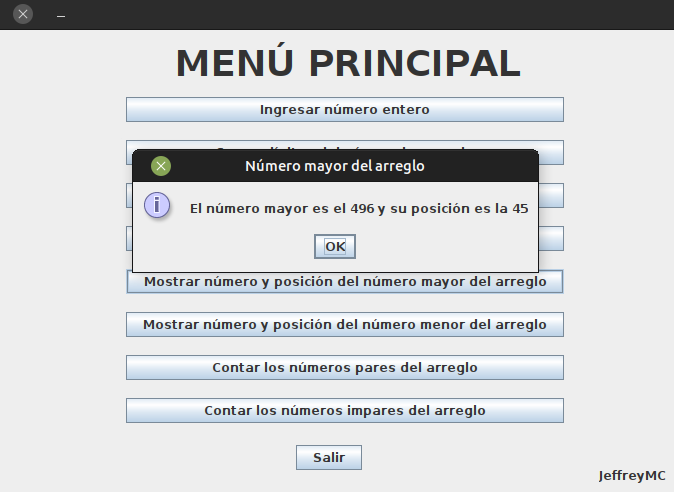 MENÚ PRINCIPAL
Ingresar número entero
Número mayor del arreglo
El número mayor es el 496 y su posición es la 45
OK
Mostrar número y posición del número mayor del arreglo
Mostrar número y posición del número menor del arreglo
Contar los números pares del arreglo
Contar los números impares del arreglo
Salir
JeffreyMC